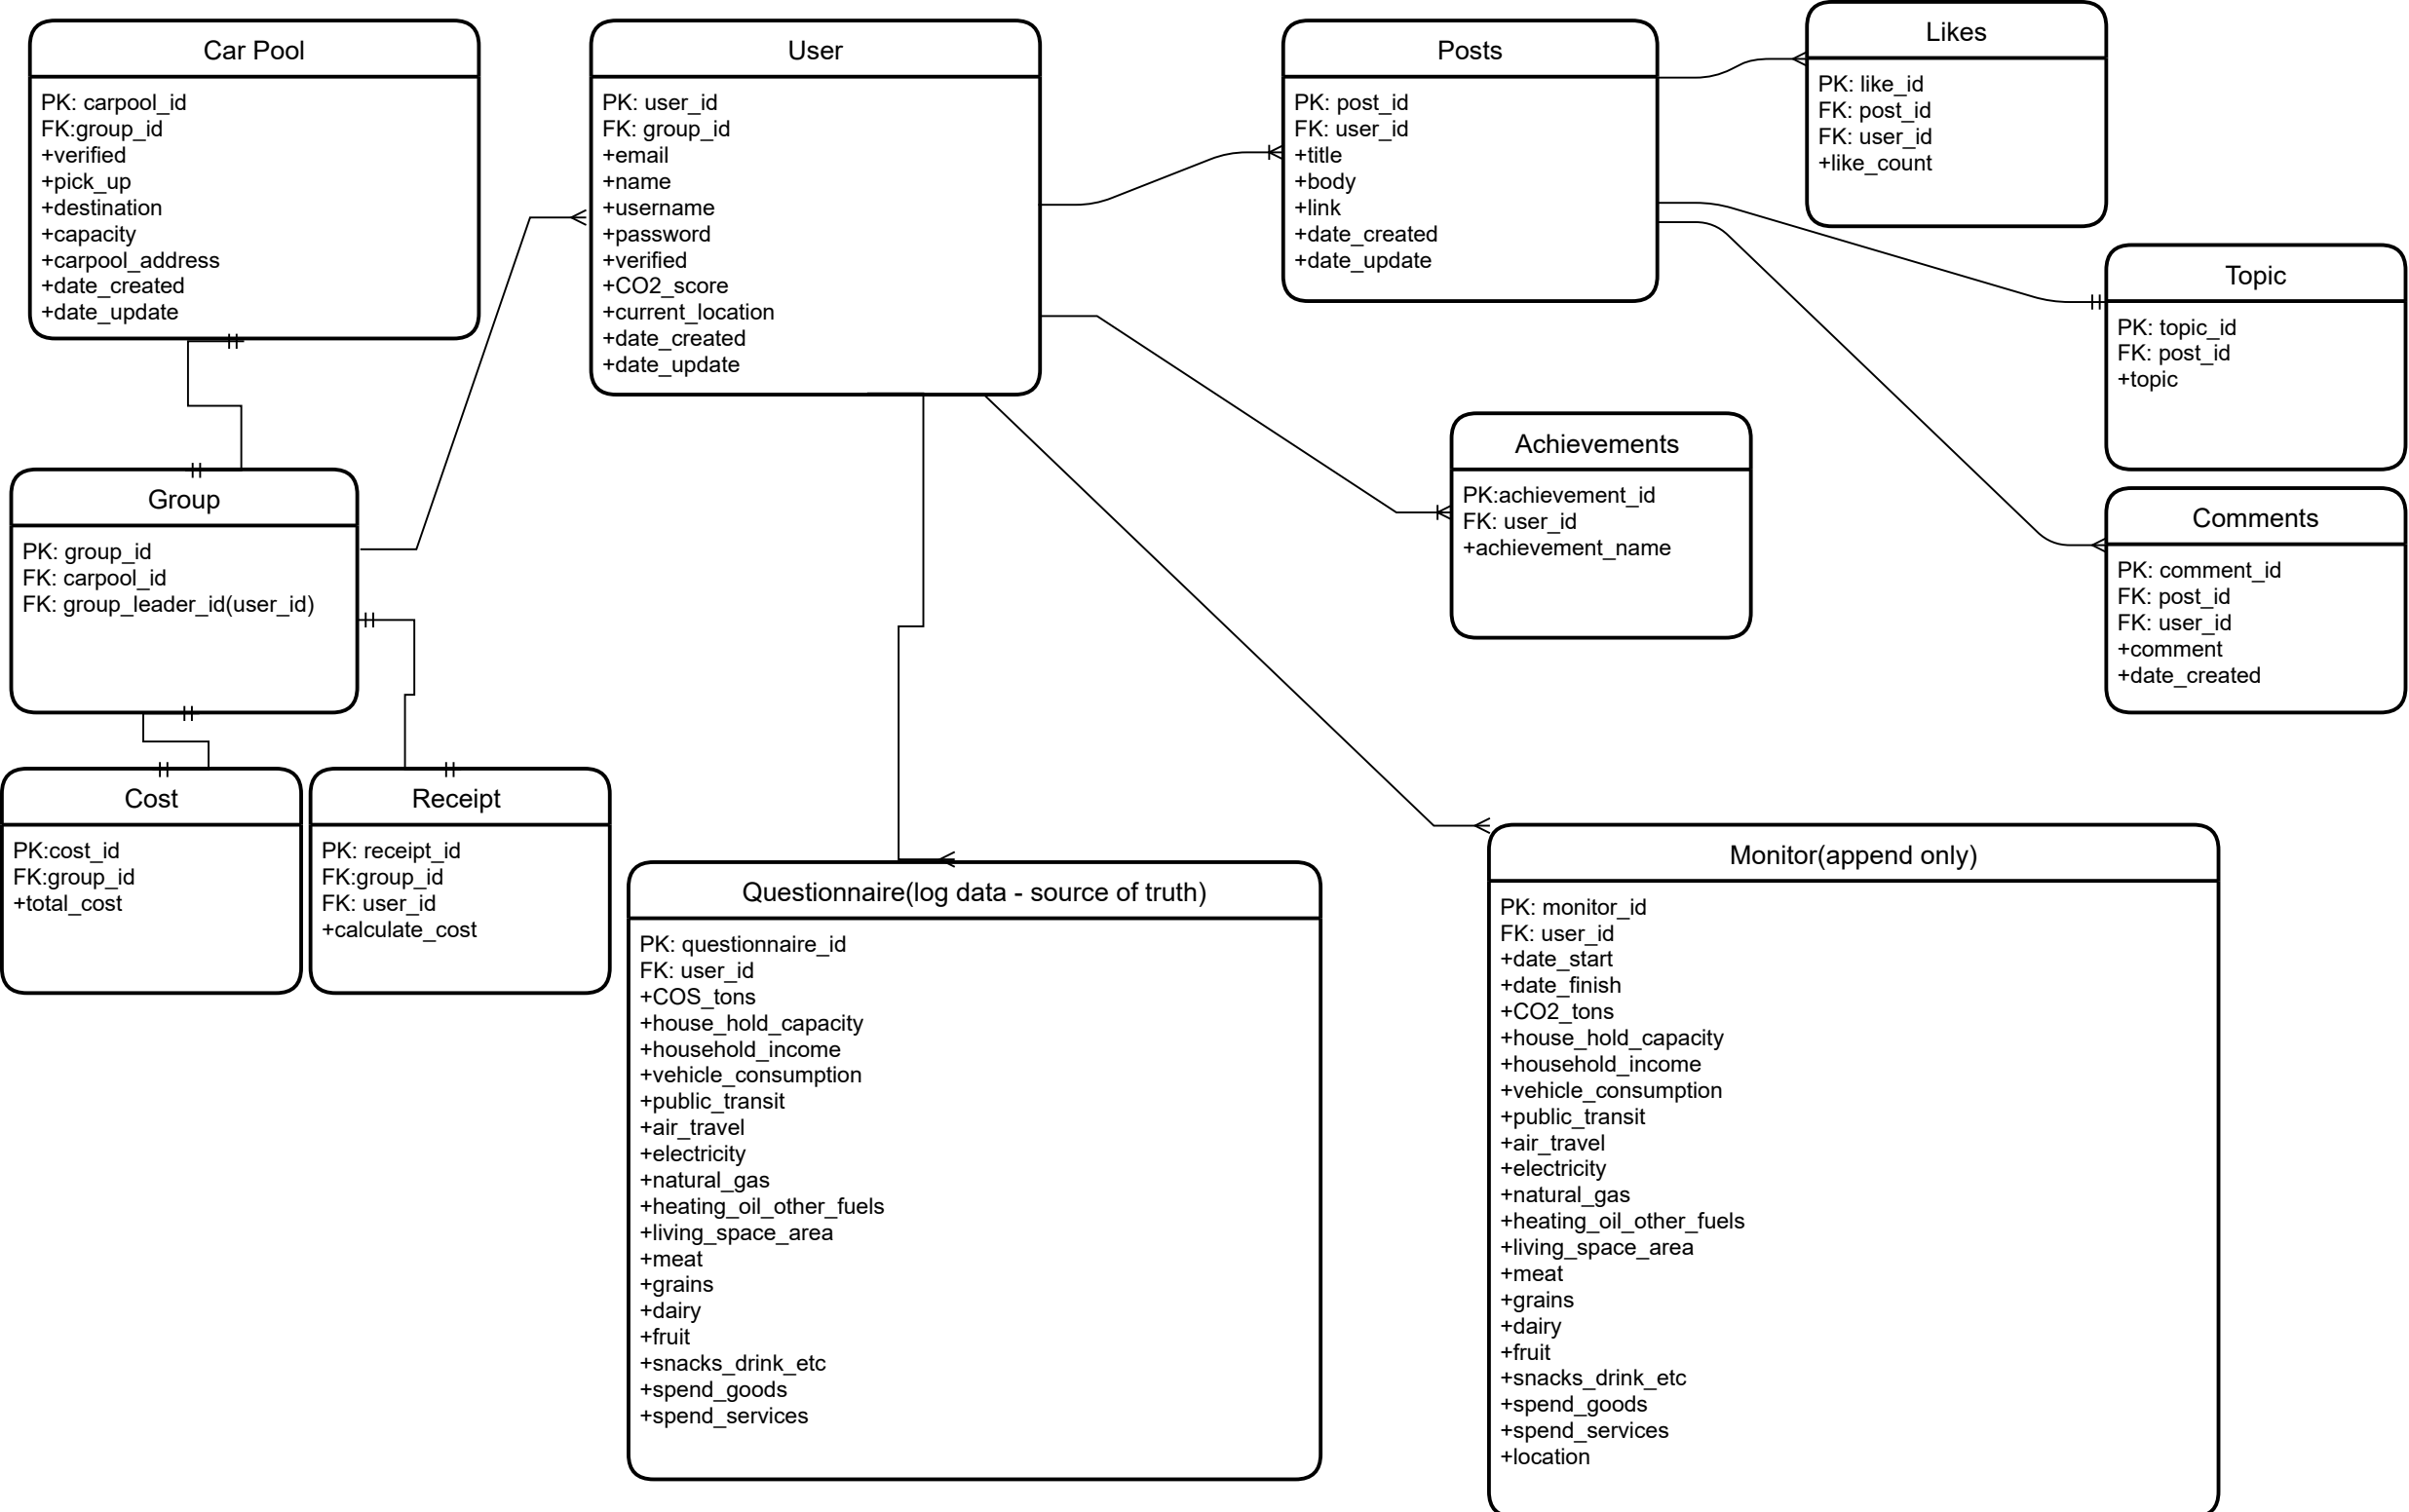 Car Pool
PK: carpool_id
FK:group_id
+verified
+pick_up
+destination
+capacity
+carpool_address
+date_created
+date_update
User
PK: user_id
FK: group_id
+email
+name
+username
+password
+verified
+CO2_score
+current_location
+date_created
+date_update
Posts
PK: post_id
FK: user_id
+title
+body
+link
+date_created
+date_update
Likes
PK: like_id
FK: post_id
FK: user_id
+like_count
Topic
PK: topic_id
FK: post_id
+topic
Achievements
PK:achievement_id
FK: user_id
+achievement_name
Comments
PK: comment_id
FK: post_id
FK: user_id
+comment
+date_created
Group
PK: group_id
FK: carpool_id
FK: group_leader_id(user_id)
Cost
PK:cost_id
FK:group_id
+total_cost
Receipt
PK: receipt_id
FK:group_id
FK: user_id
+calculate_cost
Questionnaire(log data - source of truth)
PK: questionnaire_id
FK: user_id
+COS_tons
+house_hold_capacity
+household_income
+vehicle_consumption
+public_transit
+air_travel
+electricity
+natural_gas
+heating_oil_other_fuels
+living_space_area
+meat
+grains
+dairy
+fruit
+snacks_drink_etc
+spend_goods
+spend_services
Monitor(append only)
PK: monitor_id
FK: user_id
+date_start
+date_finish
+CO2_tons
+house_hold_capacity
+household_income
+vehicle_consumption
+public_transit
+air_travel
+electricity
+natural_gas
+heating_oil_other_fuels
+living_space_area
+meat
+grains
+dairy
+fruit
+snacks_drink_etc
+spend_goods
+spend_services
+location